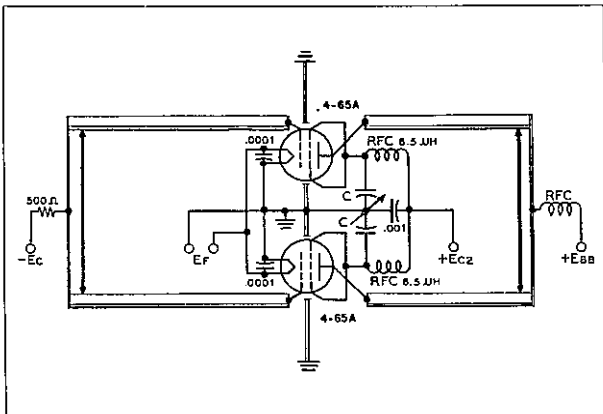 .4-65A
.0001
RFC 6.5 UH
500Ω
C
RFC
C
.001
-EC
EF
+EC2
+EBB
.0001
RFC 6.5 UH
4-65A